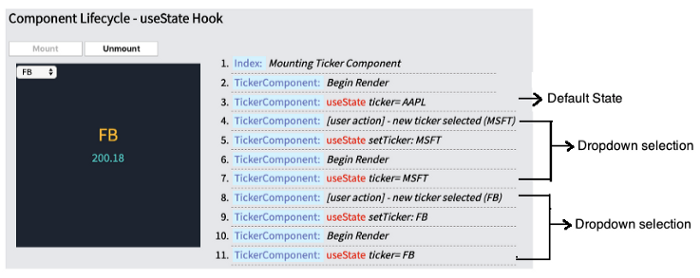 Component Lifecycle - useState Hook
Mount
Unmount
FB
FB
200.18
1. Index: Mounting Ticker Component
2. TickerComponent: Begin Render
3. TickerComponent: useState ticker= AAPL
4. TickerComponent: [user action] - new ticker selected (MSFT)
5. TickerComponent: useState setTicker: MSFT
6. TickerComponent: Begin Render
7. TickerComponent: useState ticker= MSFT
8. TickerComponent: [user action] - new ticker selected (FB)
9. TickerComponent: useState setTicker: FB
10. TickerComponent: Begin Render
11. TickerComponent: useState ticker= FB
Default State
Dropdown selection
Dropdown selection